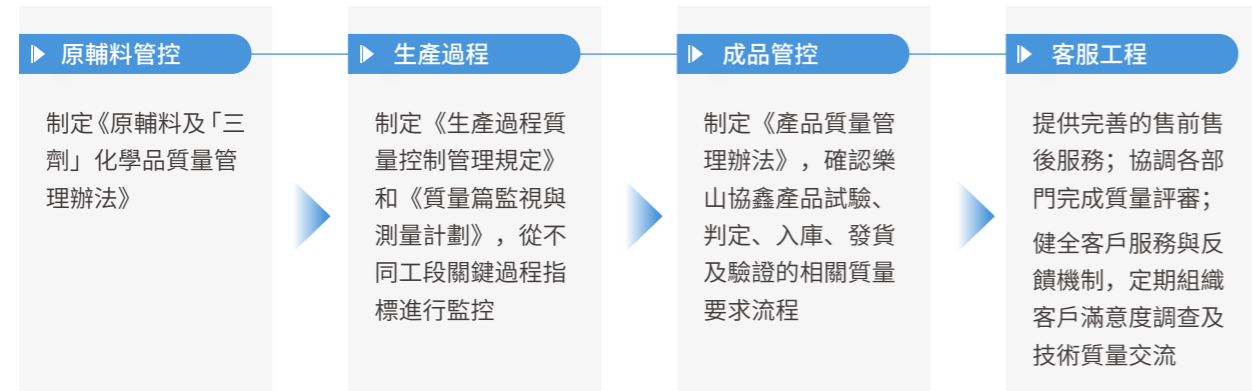 原輔料管控
制定《原輔料及「三
劑」化學品質量管
理辦法》
生產過程
制定《生產過程質
量控制管理規定》
和《質量篇監視與
測量計劃》，從不
同工段關鍵過程指
標進行監控
成品管控
制定《產品質量管
理辦法》，確認樂
山協鑫產品試驗、
判定、入庫、發貨
及驗證的相關質量
要求流程
客服工程
提供完善的售前售
後服務；協調各部
門完成質量評審；
健全客戶服務與反
饋機制，定期組織
客戶滿意度調查及
技術質量交流